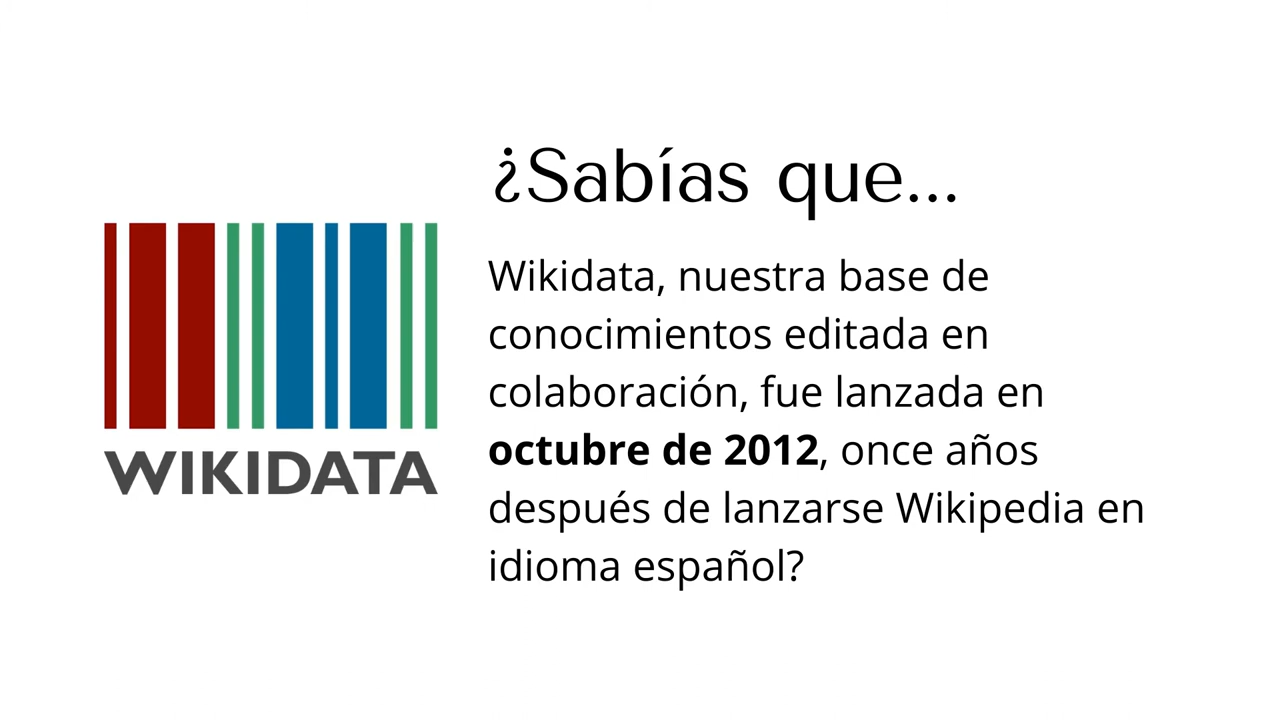 ¿Sabías que...
WIKIDATA
Wikidata, nuestra base de
conocimientos editada en
colaboración, fue lanzada en
octubre de 2012, once años
después de lanzarse Wikipedia en
idioma español?